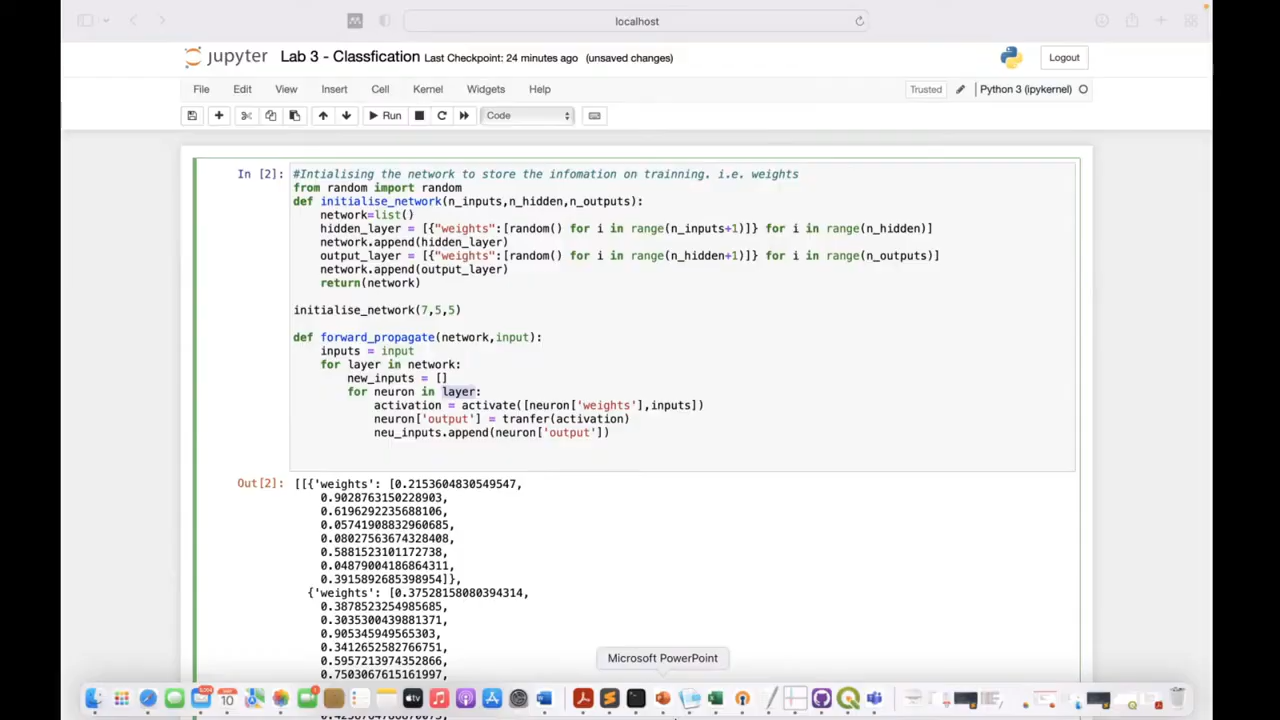 localhost
jupyter Lab 3 - Classfication Last Checkpoint: 24 minutes ago (unsaved changes)
Logout
File Edit View Insert Cell Kernel Widgets Help
Trusted Python 3 (ipykernel)
Run Code
In [2]:
#Intialising the network to store the infomation on trainning. i.e. weights
from random import random
def initialise_network(n_inputs,n_hidden,n_outputs):
network=list()
hidden_layer = [{"weights":[random() for i in range(n_inputs+1)]} for i in range(n_hidden)]
network.append(hidden_layer)
output_layer = [{"weights":[random() for i in range(n_hidden+1)]} for i in range(n_outputs)]
network.append(output_layer)
return(network)
initialise_network(7,5,5)
def forward_propagate(network,input):
inputs = input
for layer in network:
new_inputs = []
for neuron in layer:
activation = activate([neuron['weights'],inputs])
neuron['output'] = tranfer(activation)
neu_inputs.append(neuron['output'])
Out[2]: [[{'weights': [0.2153604830549547,
0.9028763150228903,
0.6196292235688106,
0.05741908832960685,
0.08027563674328408,
0.5881523101172738,
0.04879004186864311,
0.3915892685398954]},
{'weights': [0.37528158080394314,
0.3878523254985685,
0.3035300439881371,
0.905345949565303,
0.3412652582766751,
0.5957213974352866,
0.7503067615161997,
Microsoft PowerPoint